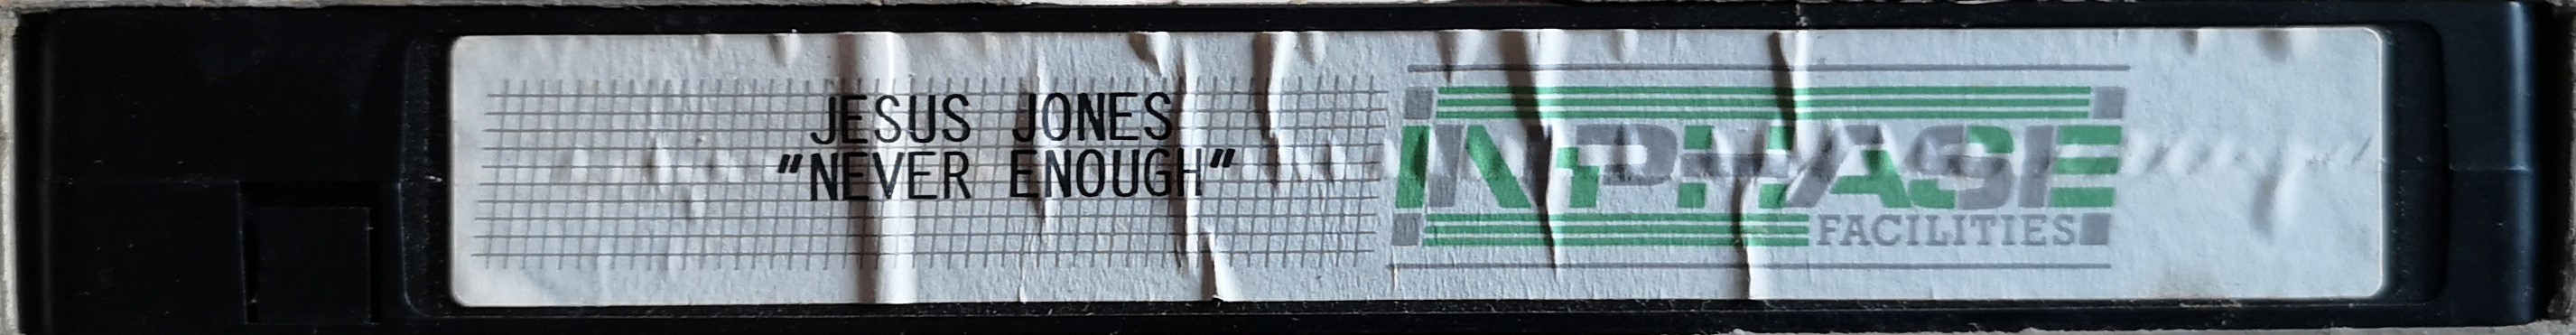 JESUS JONES
"NEVER ENOUGH"
INPHASE
FACILITIES